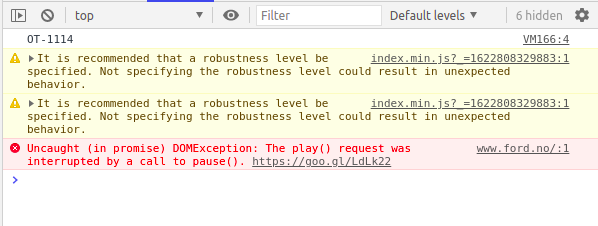 top Filter Default levels 6 hidden
OT-1114 VM166:4
It is recommended that a robustness level be index.min.js?_=1622808329883:1
specified. Not specifying the robustness level could result in unexpected
behavior.
It is recommended that a robustness level be index.min.js?_=1622808329883:1
specified. Not specifying the robustness level could result in unexpected
behavior.
Uncaught (in promise) DOMException: The play() request was www.ford.no/:1
interrupted by a call to pause(). https://goo.gl/LdLk22